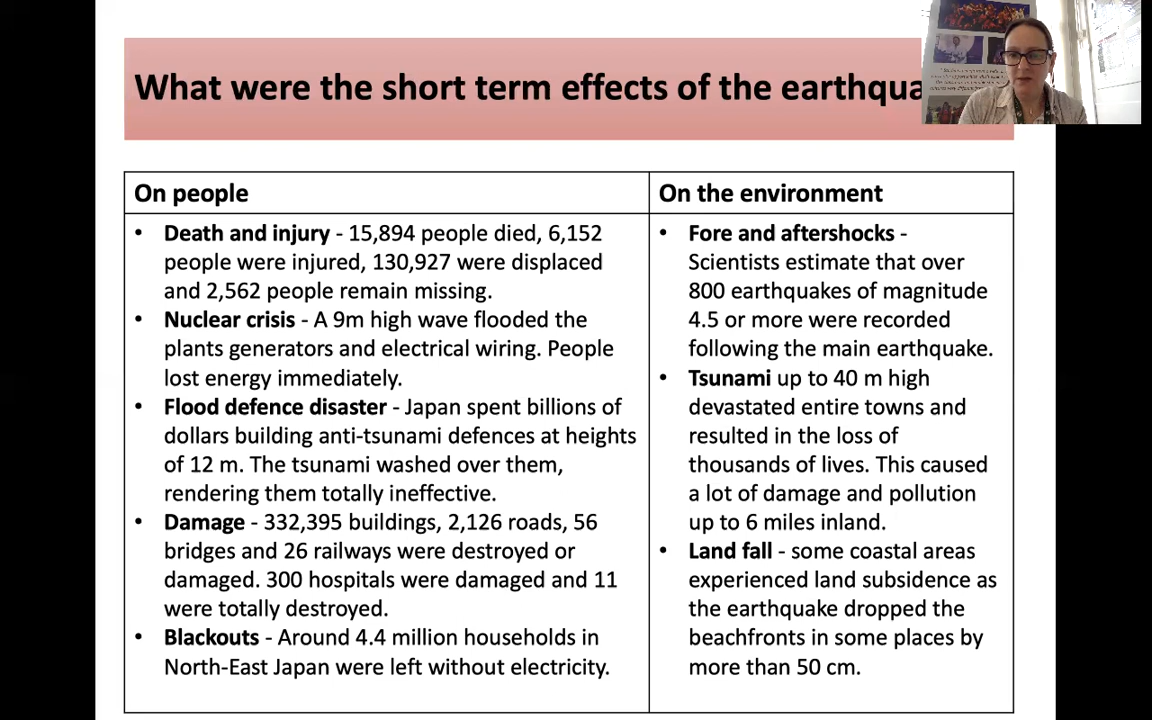 What were the short term effects of the earthqua
On people
Death and injury - 15,894 people died, 6,152
people were injured, 130,927 were displaced
and 2,562 people remain missing.
Nuclear crisis - A 9m high wave flooded the
plants generators and electrical wiring. People
lost energy immediately.
Flood defence disaster - Japan spent billions of
dollars building anti-tsunami defences at heights
of 12 m. The tsunami washed over them,
rendering them totally ineffective.
Damage - 332,395 buildings, 2,126 roads, 56
bridges and 26 railways were destroyed or
damaged. 300 hospitals were damaged and 11
were totally destroyed.
Blackouts - Around 4.4 million households in
North-East Japan were left without electricity.
On the environment
Fore and aftershocks -
Scientists estimate that over
800 earthquakes of magnitude
4.5 or more were recorded
following the main earthquake.
Tsunami up to 40 m high
devastated entire towns and
resulted in the loss of
thousands of lives. This caused
a lot of damage and pollution
up to 6 miles inland.
Land fall - some coastal areas
experienced land subsidence as
the earthquake dropped the
beachfronts in some places by
more than 50 cm.